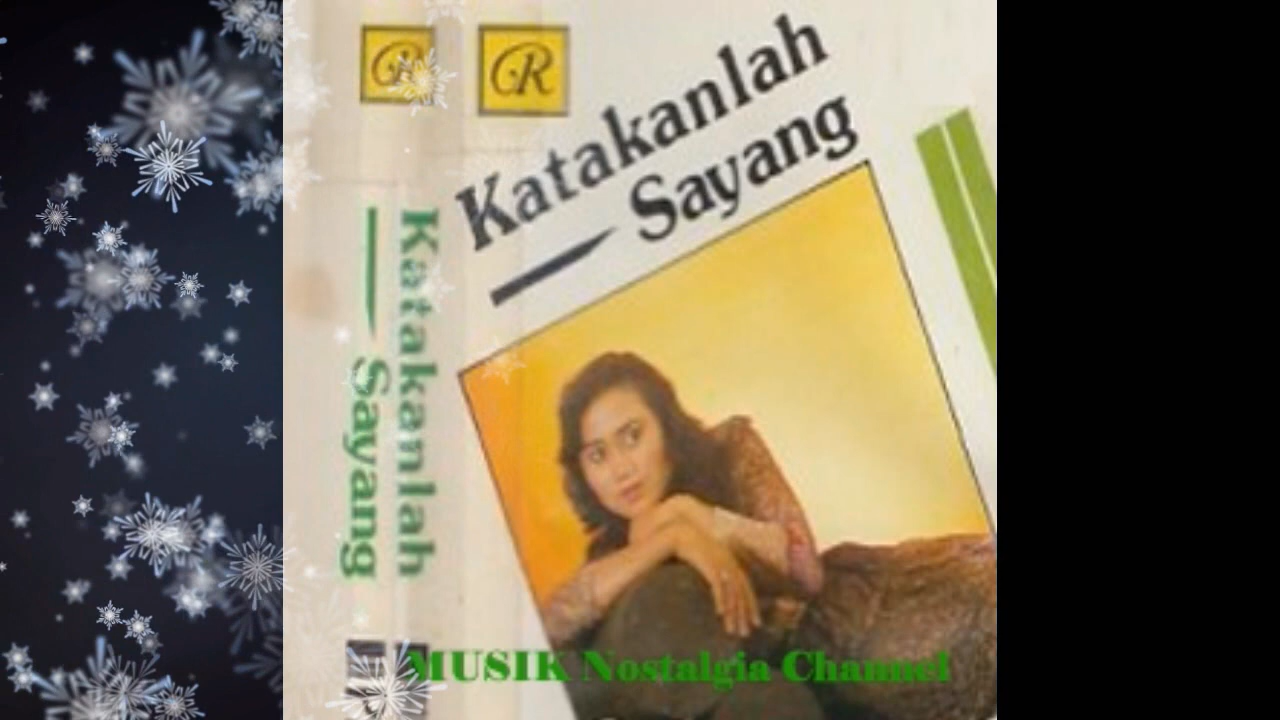 R
R
Katakanlah
Sayang
Katakanlah
Sayang
MUSIK Nostalgia Channel